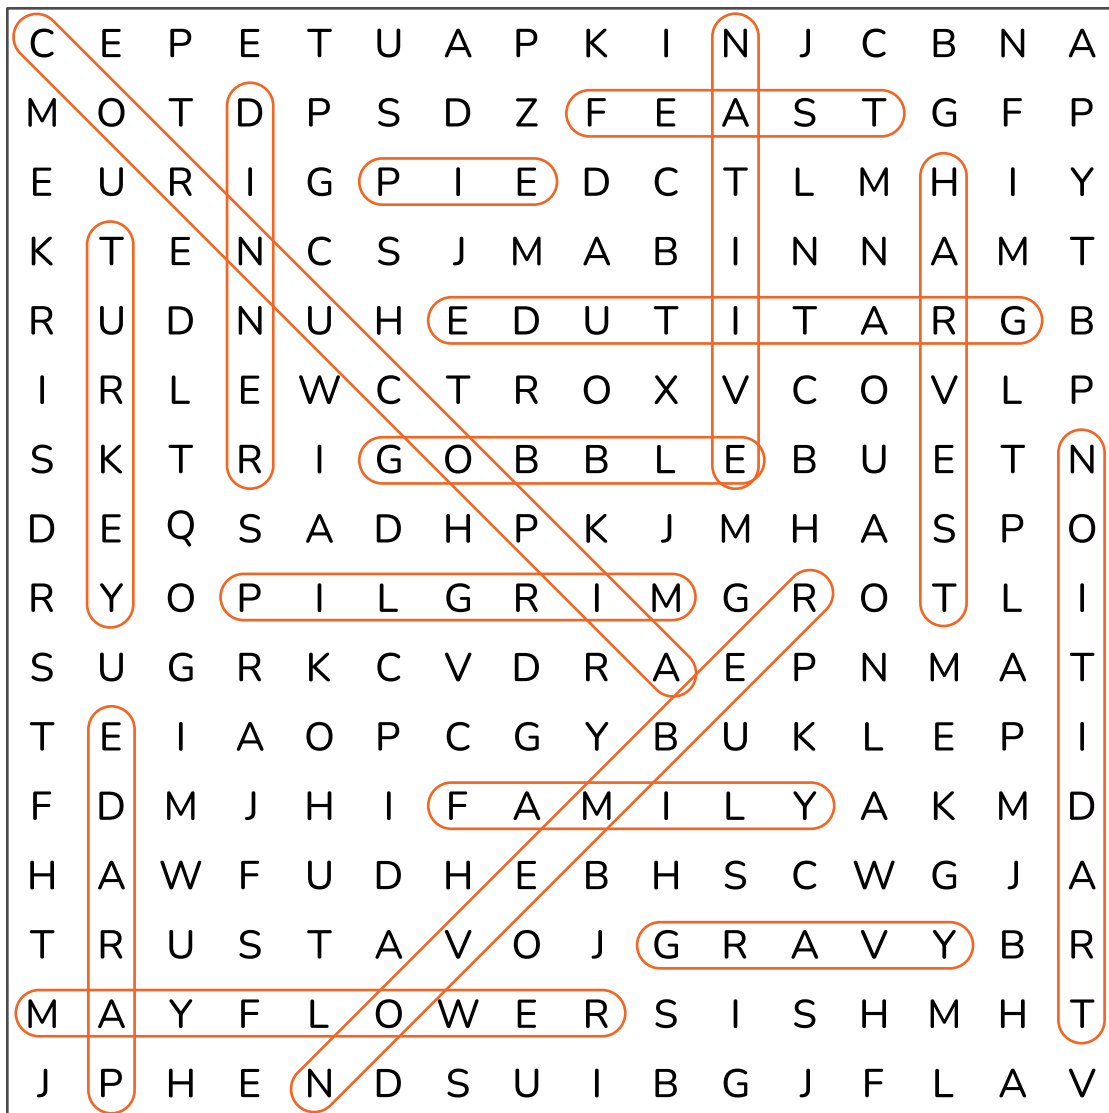 C E P E T U A P K I N J C B N A
M O T D P S D Z F E A S T G F P
E U R I G P I E D C T L M H I Y
K T E N C S J M A B I N N A M T
R U D N U H E D U T I T A R G B
I R L E W C T R O X V C O V L P
S K T R I G O B B L E B U E T N
D E Q S A D H P K J M H A S P O
R Y O P I L G R I M G R O T L I
S U G R K C V D R A E P N M A T
T E I A O P C G Y B U K L E P I
F D M J H I F A M I L Y A K M D
H A W F U D H E B H S C W G J A
T R U S T A V O J G R A V Y B R
M A Y F L O W E R S I S H M H T
J P H E N D S U I B G J F L A V